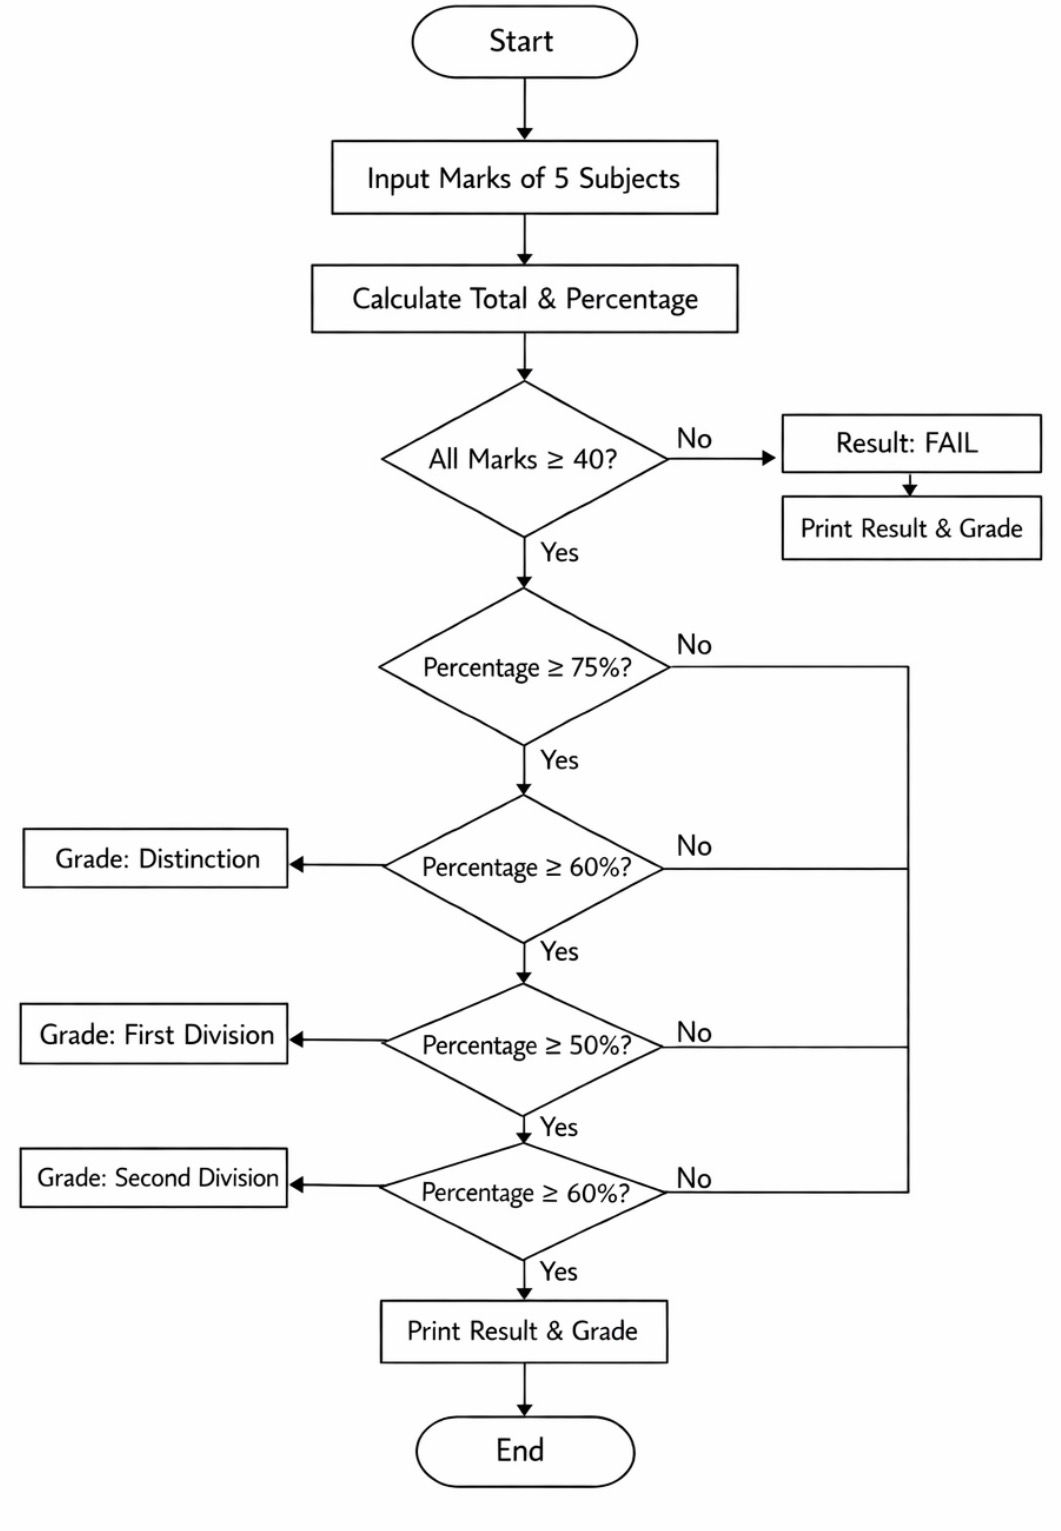 Start
Input Marks of 5 Subjects
Calculate Total & Percentage
All Marks ≥ 40?
No
Result: FAIL
Print Result & Grade
Yes
Percentage ≥ 75%?
No
Yes
Grade: Distinction
Percentage ≥ 60%?
No
Yes
Grade: First Division
Percentage ≥ 50%?
No
Yes
Grade: Second Division
Percentage ≥ 60%?
No
Yes
Print Result & Grade
End